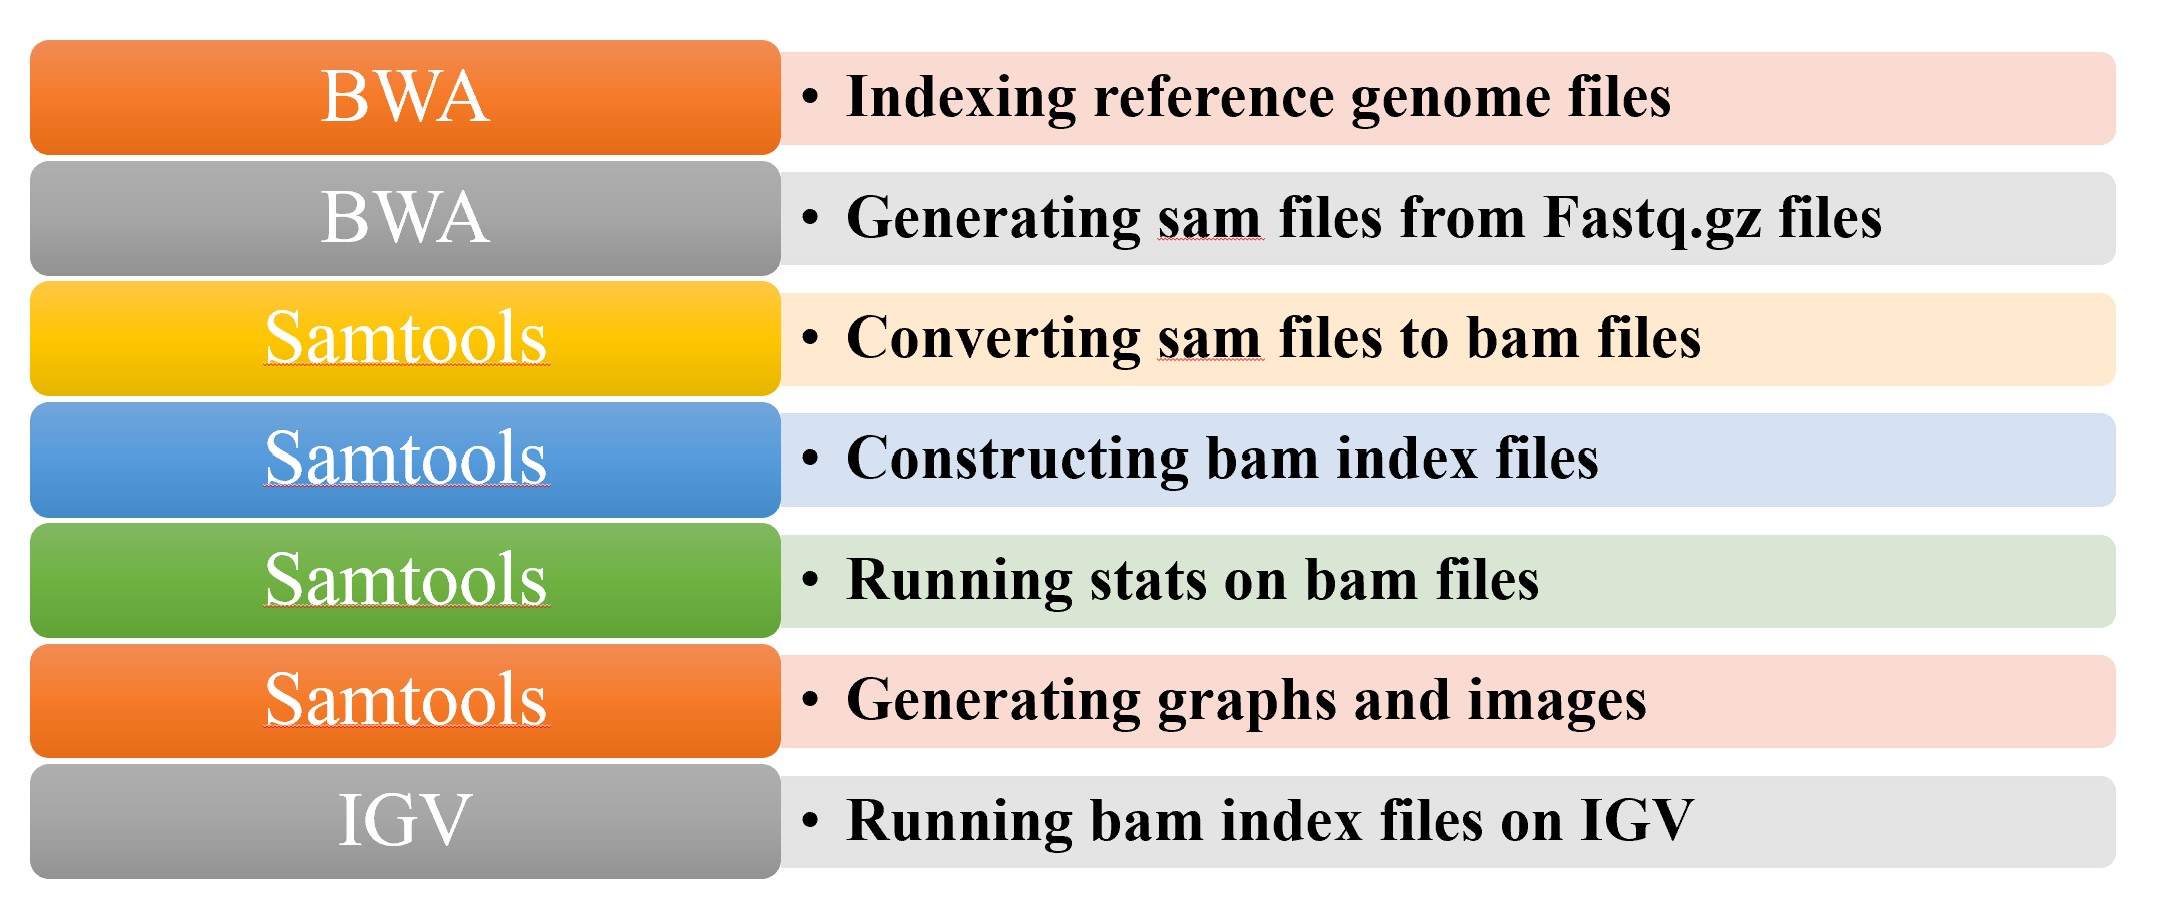 BWA
• Indexing reference genome files
BWA
• Generating sam files from Fastq.gz files
Samtools
• Converting sam files to bam files
Samtools
• Constructing bam index files
Samtools
• Running stats on bam files
Samtools
• Generating graphs and images
IGV
• Running bam index files on IGV